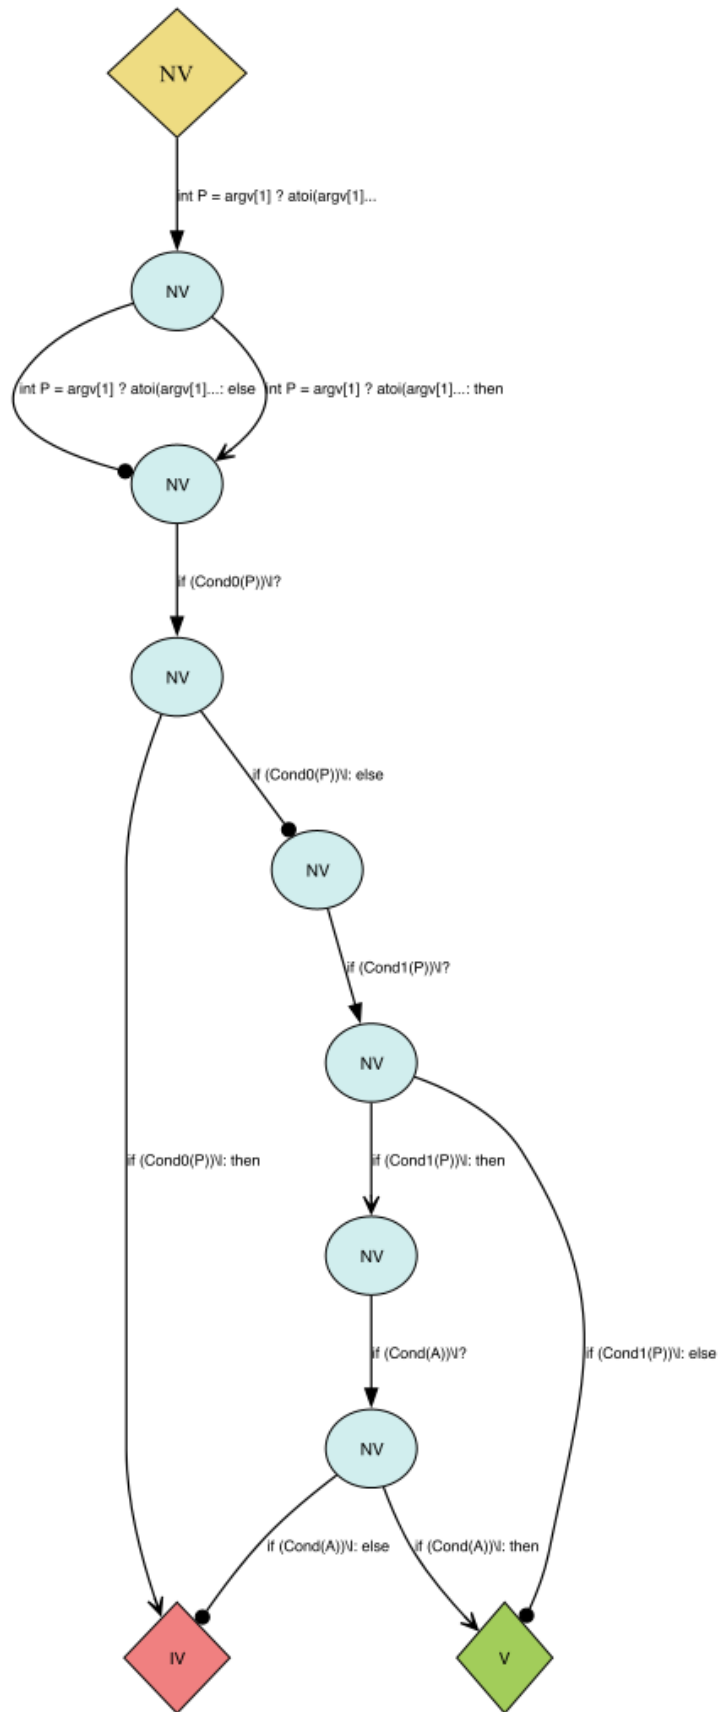 NV
int P = argv[1] ? atoi(argv[1]...
NV
int P = argv[1] ? atoi(argv[1]...: else
int P = argv[1] ? atoi(argv[1]...: then
NV
if (Cond0(P))\l?
NV
if (Cond0(P))\l: else
NV
if (Cond1(P))\l?
NV
if (Cond0(P))\l: then
if (Cond1(P))\l: then
NV
if (Cond(A))\l?
if (Cond1(P))\l: else
NV
if (Cond(A))\l: else
if (Cond(A))\l: then
IV
V